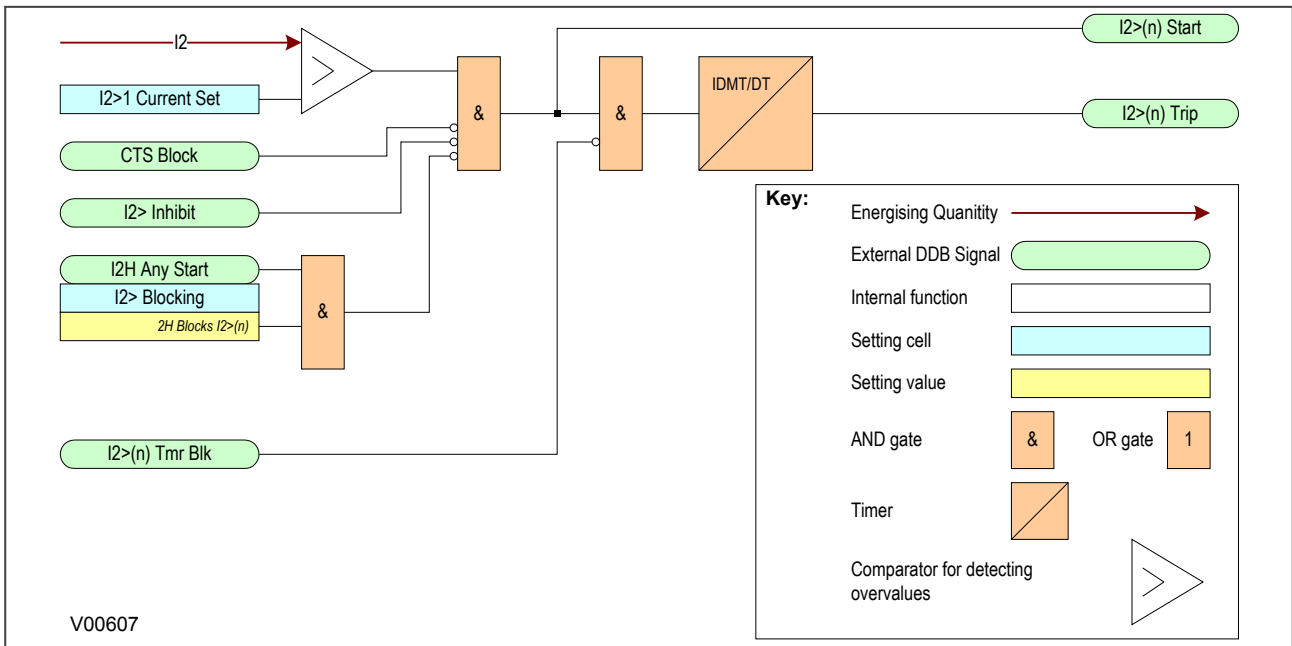 I2
I2>(n) Start
>
I2>1 Current Set
&
&
IDMT/DT
I2>(n) Trip
CTS Block
I2> Inhibit
I2H Any Start
I2> Blocking
2H Blocks I2>(n)
&
I2>(n) Tmr Blk
Key:
Energising Quanitity
External DDB Signal
Internal function
Setting cell
Setting value
AND gate
&
OR gate
1
Timer
Comparator for detecting
overvalues
>
V00607